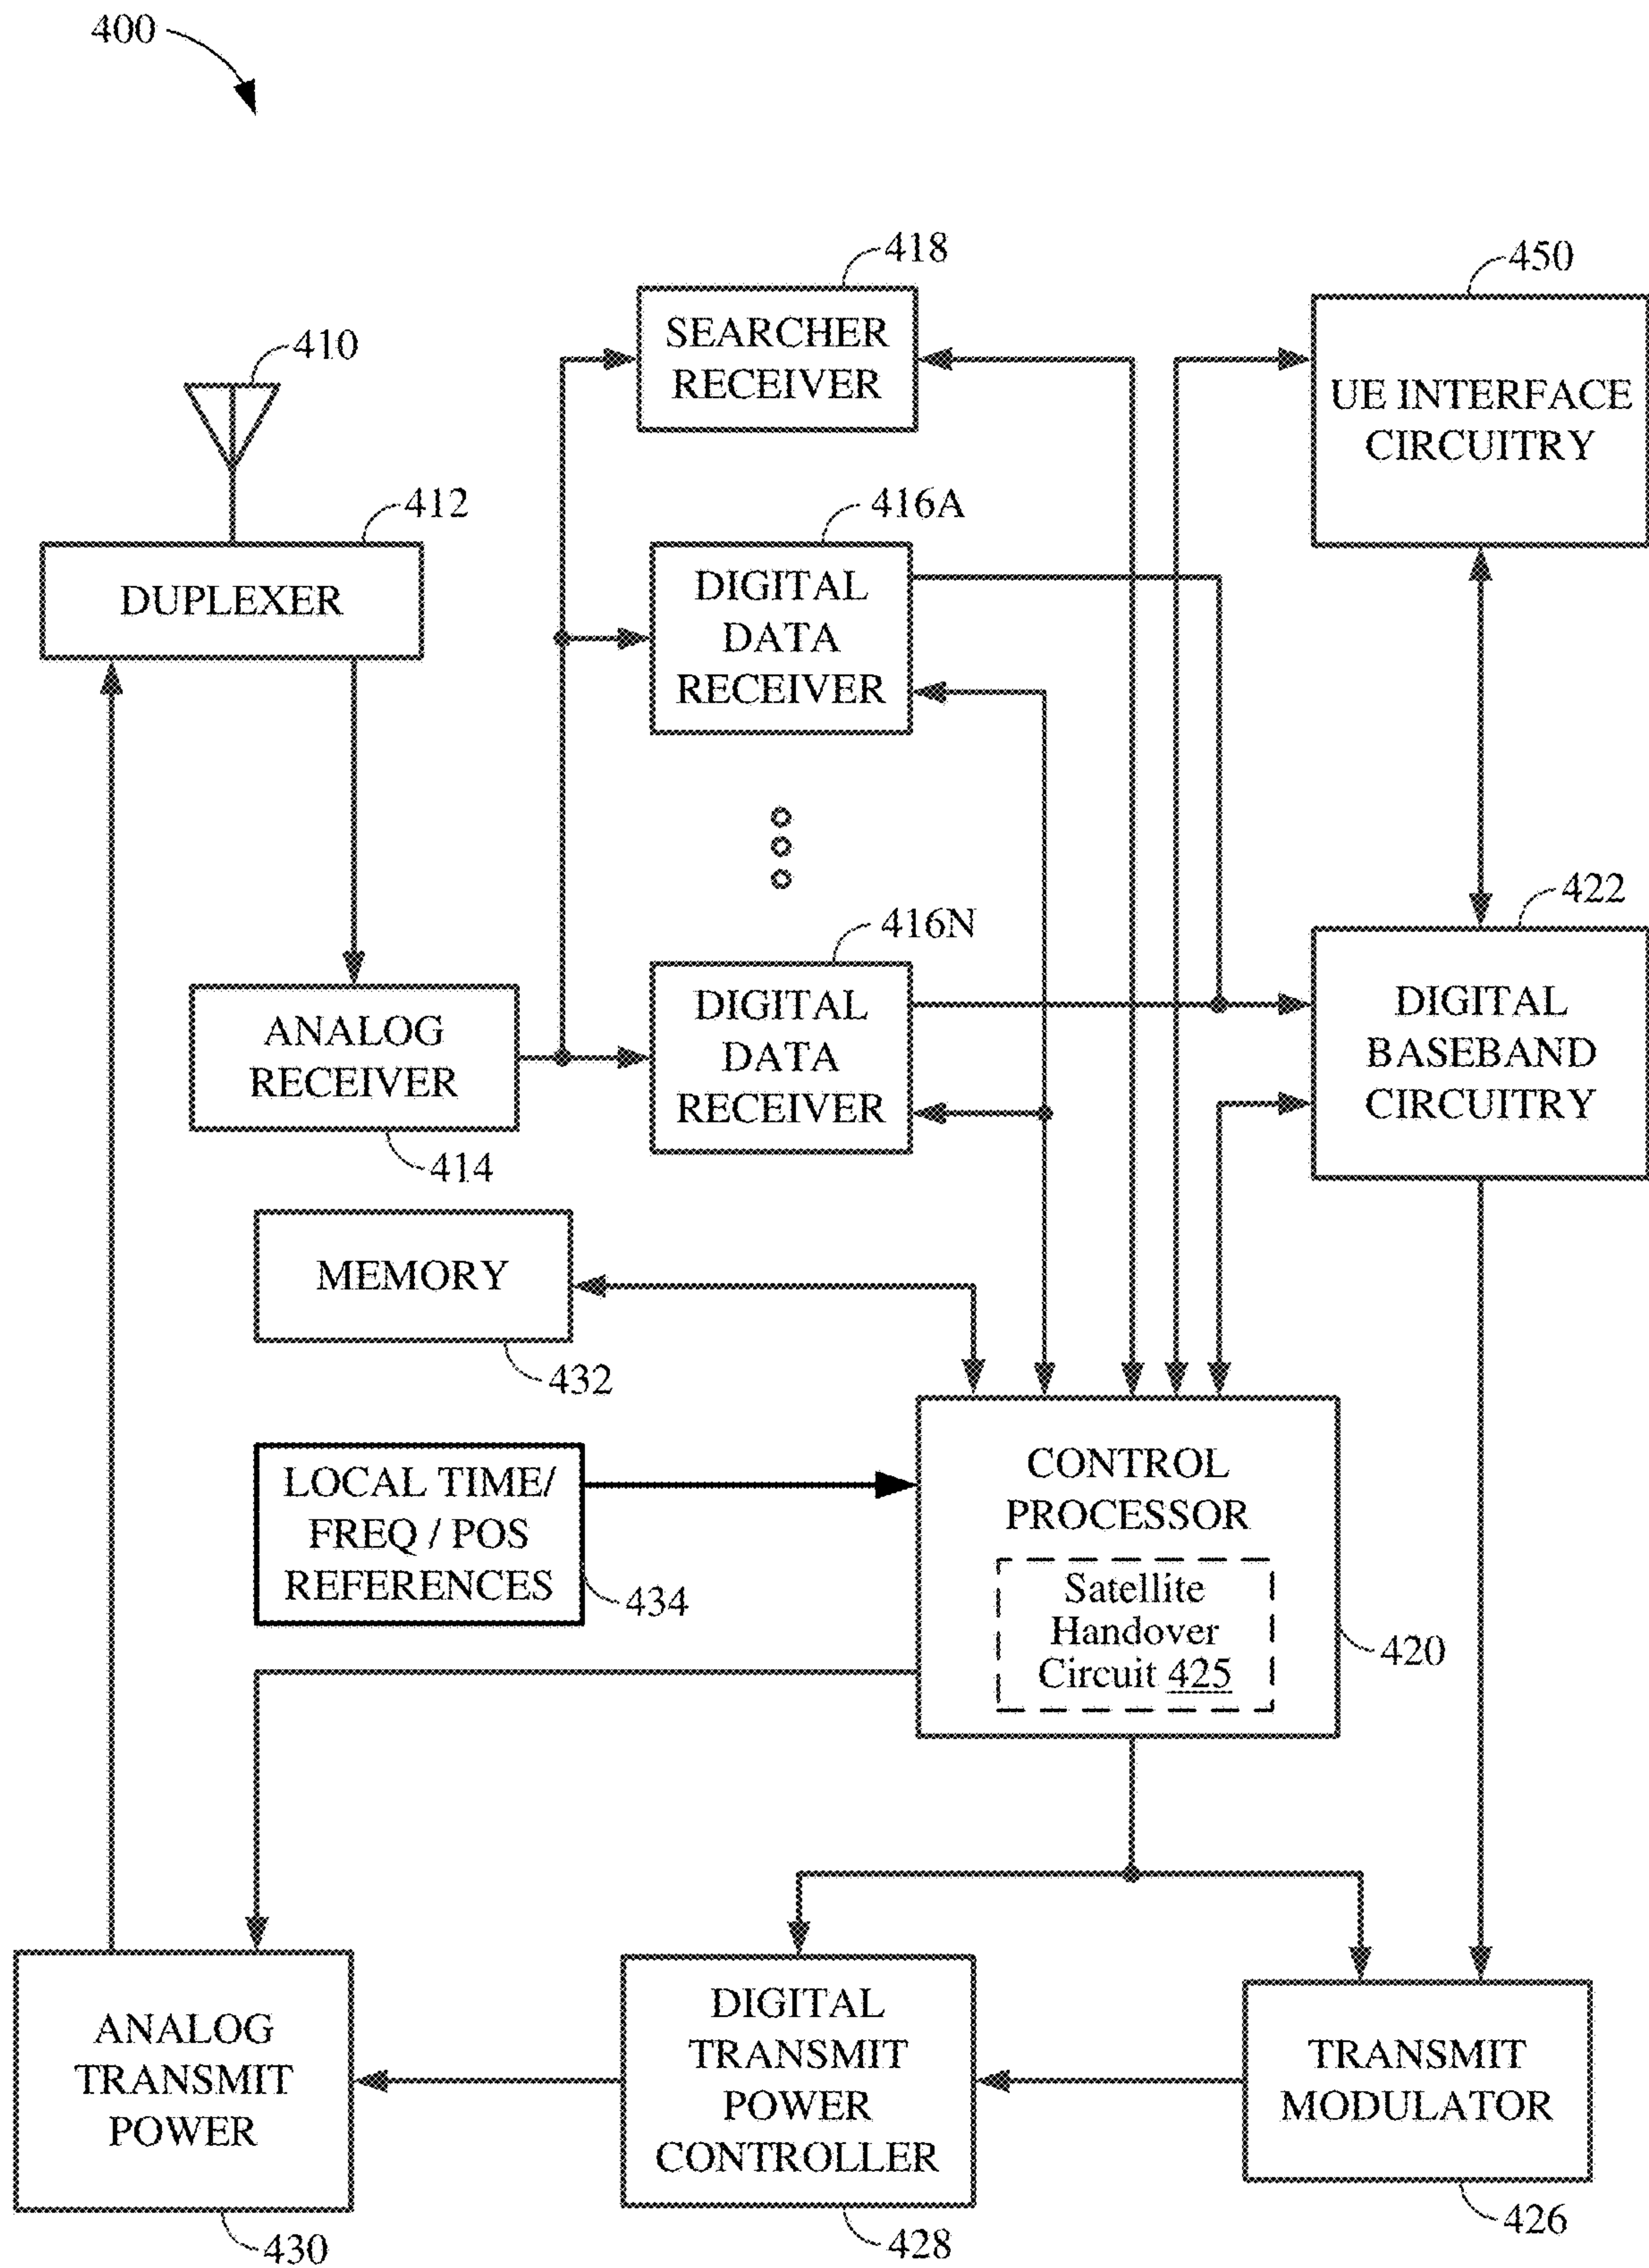 400
418
SEARCHER
RECEIVER
450
UE INTERFACE
CIRCUITRY
410
412
DUPLEXER
416A
DIGITAL
DATA
RECEIVER
416N
DIGITAL
DATA
RECEIVER
422
DIGITAL
BASEBAND
CIRCUITRY
ANALOG
RECEIVER
414
MEMORY
432
LOCAL TIME/
FREQ / POS
REFERENCES
434
CONTROL
PROCESSOR
Satellite
Handover
Circuit 425
420
ANALOG
TRANSMIT
POWER
430
DIGITAL
TRANSMIT
POWER
CONTROLLER
428
TRANSMIT
MODULATOR
426